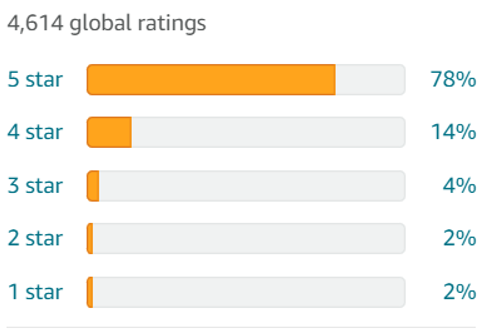 4,614 global ratings
5 star 78%
4 star 14%
3 star 4%
2 star 2%
1 star 2%